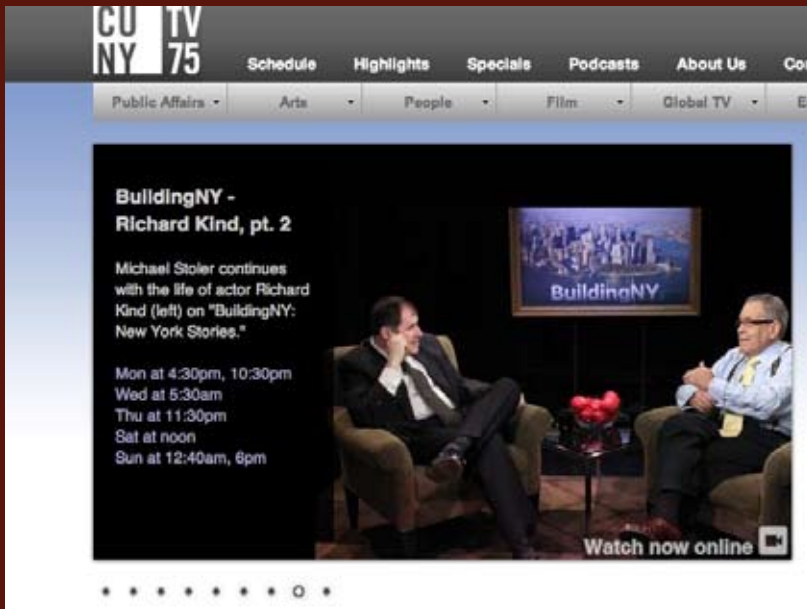 CU TV
NY 75
Schedule Highlights Specials Podcasts About Us
Public Affairs Arts People Film Global TV
BuildingNY -
Richard Kind, pt. 2
Michael Stoler continues
with the life of actor Richard
Kind (left) on "BuildingNY:
New York Stories."
Mon at 4:30pm, 10:30pm
Wed at 5:30am
Thu at 11:30pm
Sat at noon
Sun at 12:40am, 6pm
BuildingNY
Watch now online